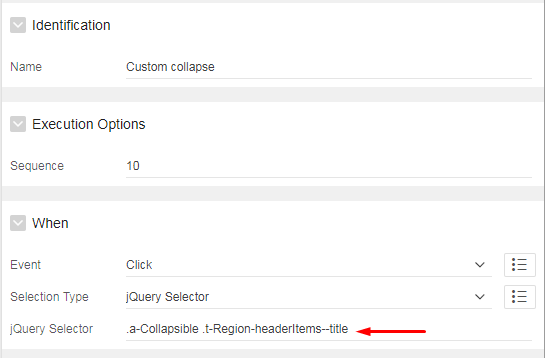 Identification
Name Custom collapse
Execution Options
Sequence 10
When
Event Click
Selection Type jQuery Selector
jQuery Selector .a-Collapsible .t-Region-headerItems--title